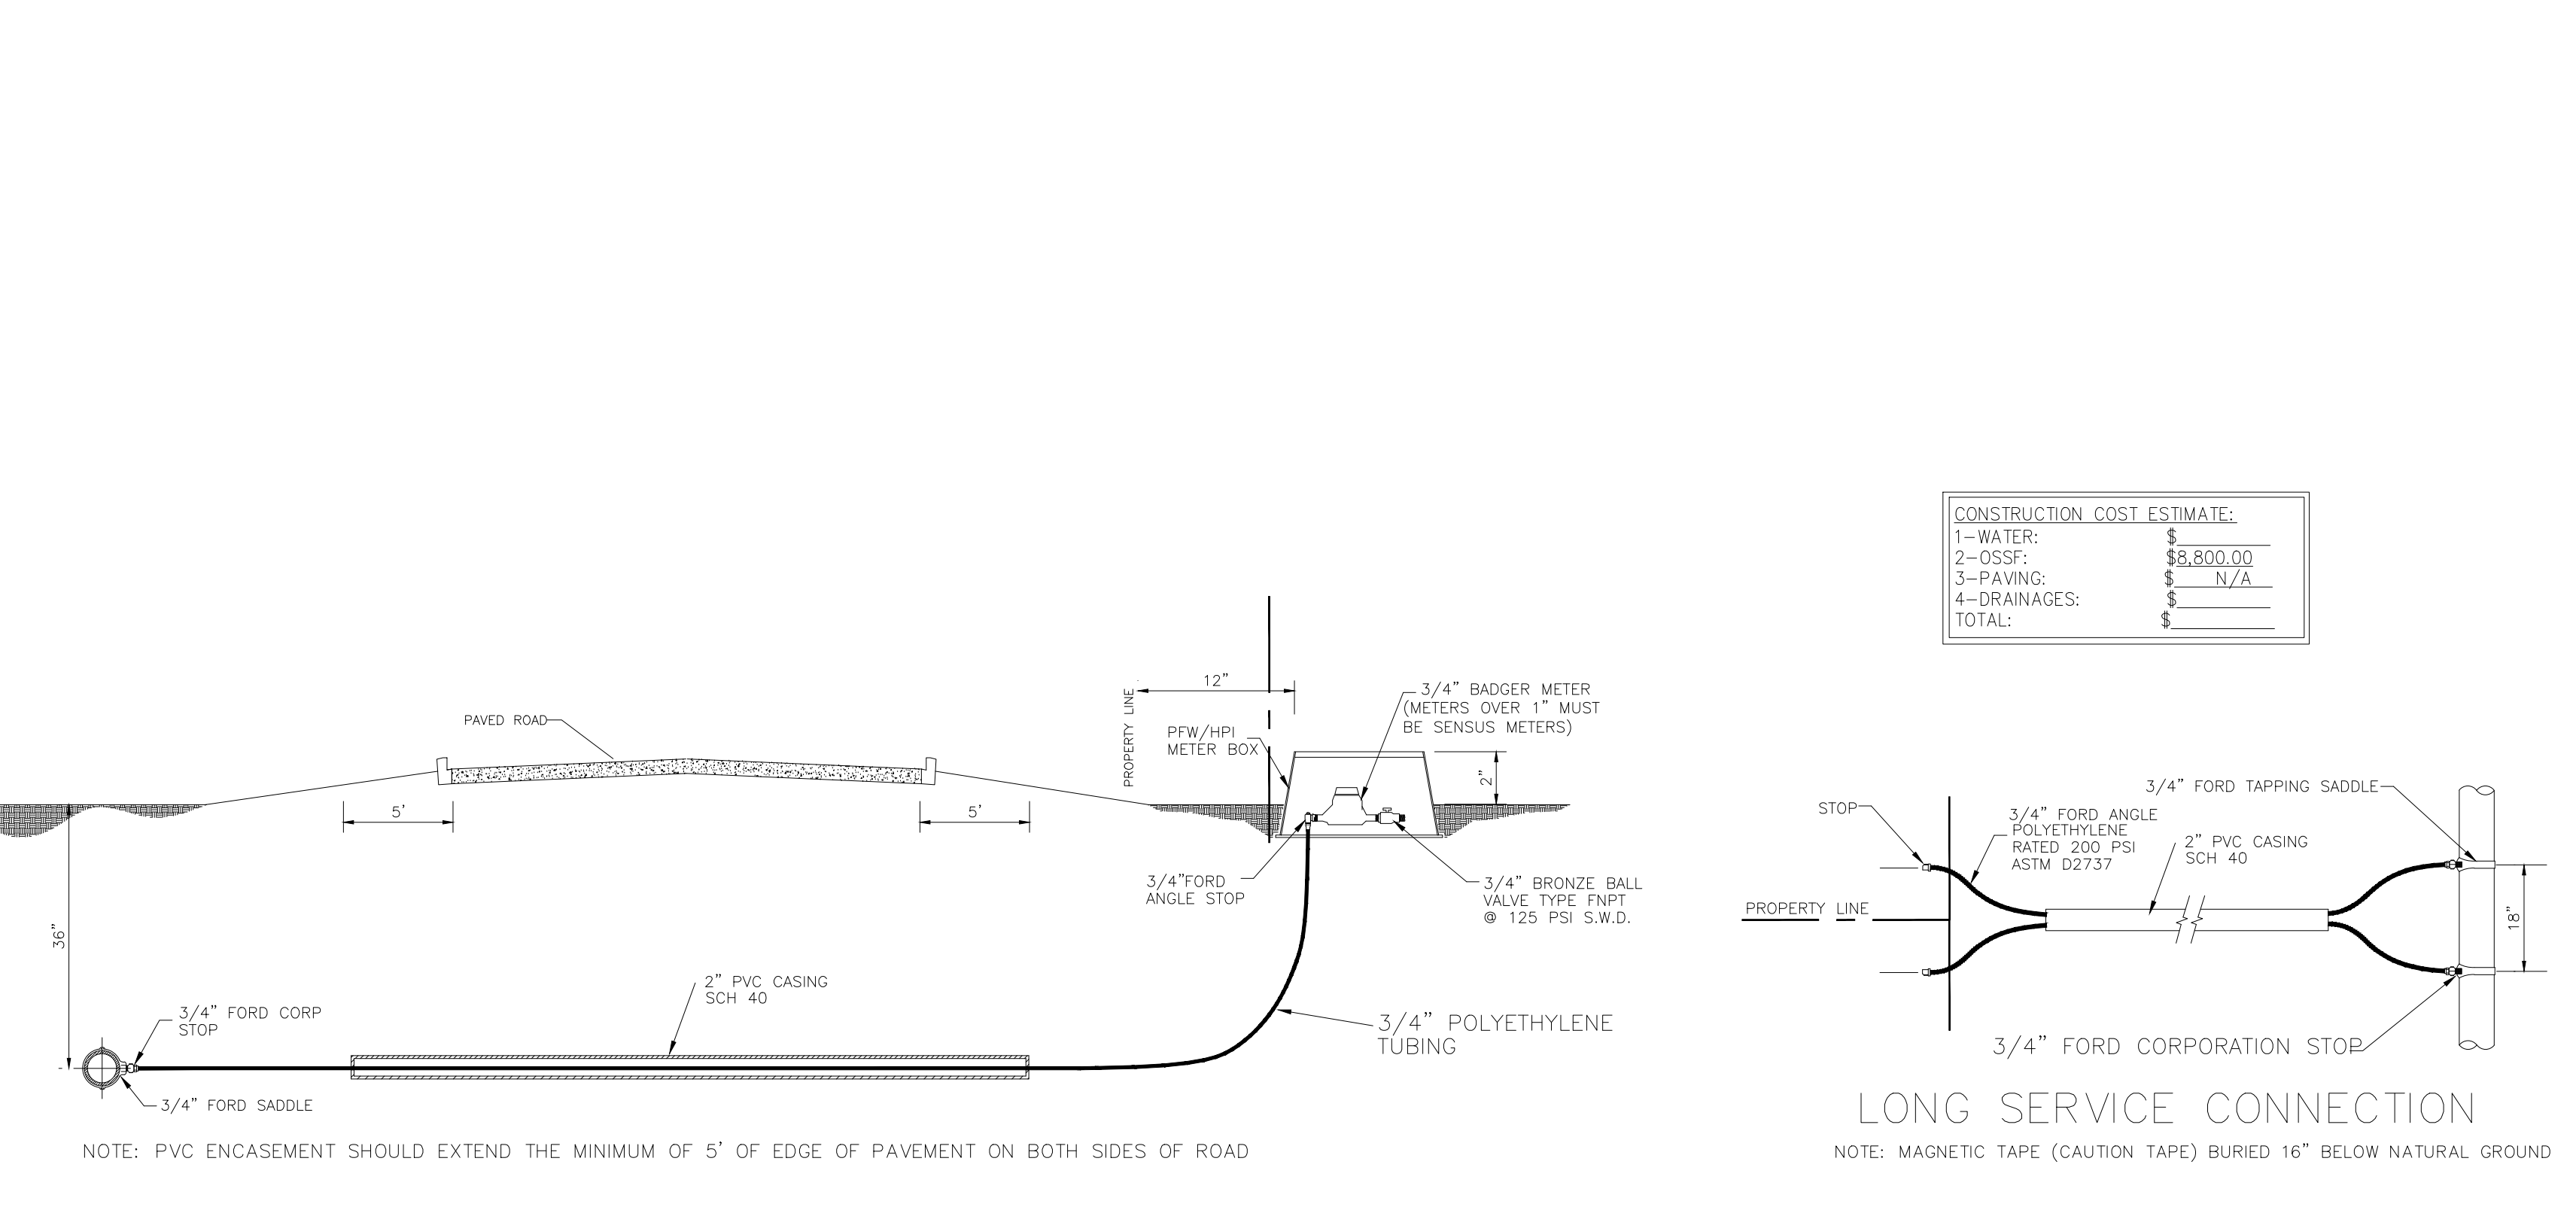 CONSTRUCTION COST ESTIMATE:
1-WATER: $
2-OSSF: $8,800.00
3-PAVING: $ N/A
4-DRAINAGES: $
TOTAL: $
PAVED ROAD
5'
5'
36"
PROPERTY LINE
12"
PFW/HPI
METER BOX
3/4" BADGER METER
(METERS OVER 1" MUST
BE SENSUS METERS)
2"
3/4"FORD
ANGLE STOP
3/4" BRONZE BALL
VALVE TYPE FNPT
@ 125 PSI S.W.D.
2" PVC CASING
SCH 40
3/4" FORD CORP
STOP
3/4" FORD SADDLE
3/4" POLYETHYLENE
TUBING
NOTE: PVC ENCASEMENT SHOULD EXTEND THE MINIMUM OF 5' OF EDGE OF PAVEMENT ON BOTH SIDES OF ROAD
3/4" FORD TAPPING SADDLE
STOP
3/4" FORD ANGLE
POLYETHYLENE
RATED 200 PSI
ASTM D2737
2" PVC CASING
SCH 40
PROPERTY LINE
18"
3/4" FORD CORPORATION STOP
LONG SERVICE CONNECTION
NOTE: MAGNETIC TAPE (CAUTION TAPE) BURIED 16" BELOW NATURAL GROUND